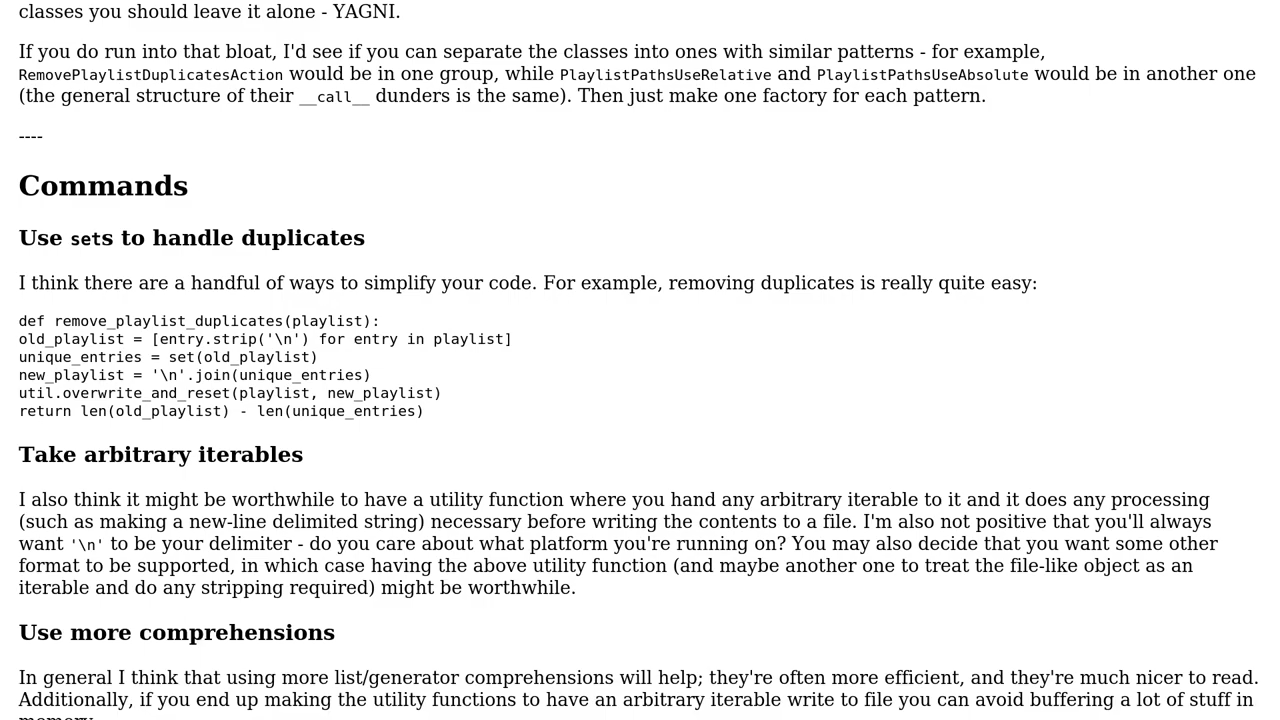 classes you should leave it alone - YAGNI.
If you do run into that bloat, I'd see if you can separate the classes into ones with similar patterns - for example,
RemovePlaylistDuplicatesAction would be in one group, while PlaylistPathsUseRelative and PlaylistPathsUseAbsolute would be in another one
(the general structure of their __call__ dunders is the same). Then just make one factory for each pattern.
----
Commands
Use sets to handle duplicates
I think there are a handful of ways to simplify your code. For example, removing duplicates is really quite easy:
def remove_playlist_duplicates(playlist):
old_playlist = [entry.strip('\n') for entry in playlist]
unique_entries = set(old_playlist)
new_playlist = '\n'.join(unique_entries)
util.overwrite_and_reset(playlist, new_playlist)
return len(old_playlist) - len(unique_entries)
Take arbitrary iterables
I also think it might be worthwhile to have a utility function where you hand any arbitrary iterable to it and it does any processing
(such as making a new-line delimited string) necessary before writing the contents to a file. I'm also not positive that you'll always
want '\n' to be your delimiter - do you care about what platform you're running on? You may also decide that you want some other
format to be supported, in which case having the above utility function (and maybe another one to treat the file-like object as an
iterable and do any stripping required) might be worthwhile.
Use more comprehensions
In general I think that using more list/generator comprehensions will help; they're often more efficient, and they're much nicer to read.
Additionally, if you end up making the utility functions to have an arbitrary iterable write to file you can avoid buffering a lot of stuff in
memory.